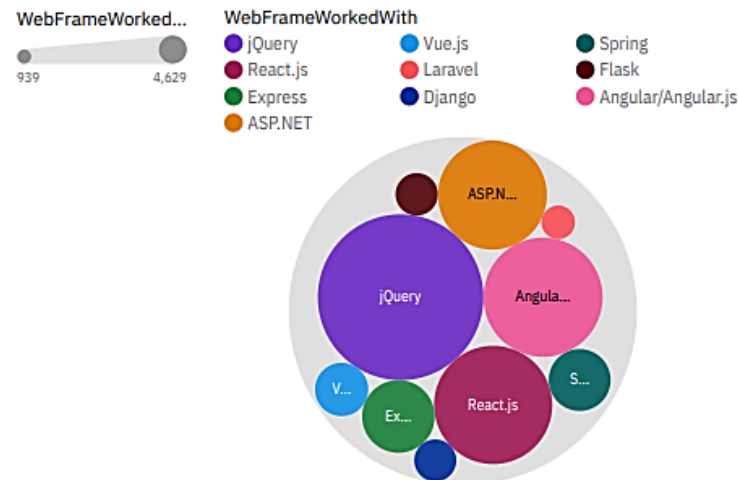 WebFrameWorked...
939 4,629
WebFrameWorkedWith
jQuery Vue.js Spring
React.js Laravel Flask
Express Django Angular/Angular.js
ASP.NET
ASP.N...
jQuery Angula...
V... S...
Ex... React.js